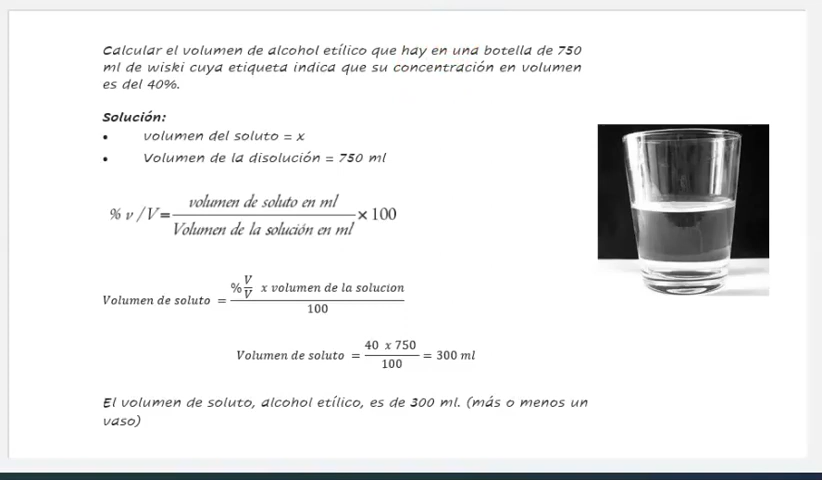 Calcular el volumen de alcohol etílico que hay en una botella de 750
ml de wiski cuya etiqueta indica que su concentración en volumen
es del 40%.
Solución:
• volumen del soluto = x
• Volumen de la disolución = 750 ml
% v / V = volumen de soluto en ml / Volumen de la solución en ml × 100
Volumen de soluto = % V/V x volumen de la solucion / 100
Volumen de soluto = 40 x 750 / 100 = 300 ml
El volumen de soluto, alcohol etílico, es de 300 ml. (más o menos un
vaso)